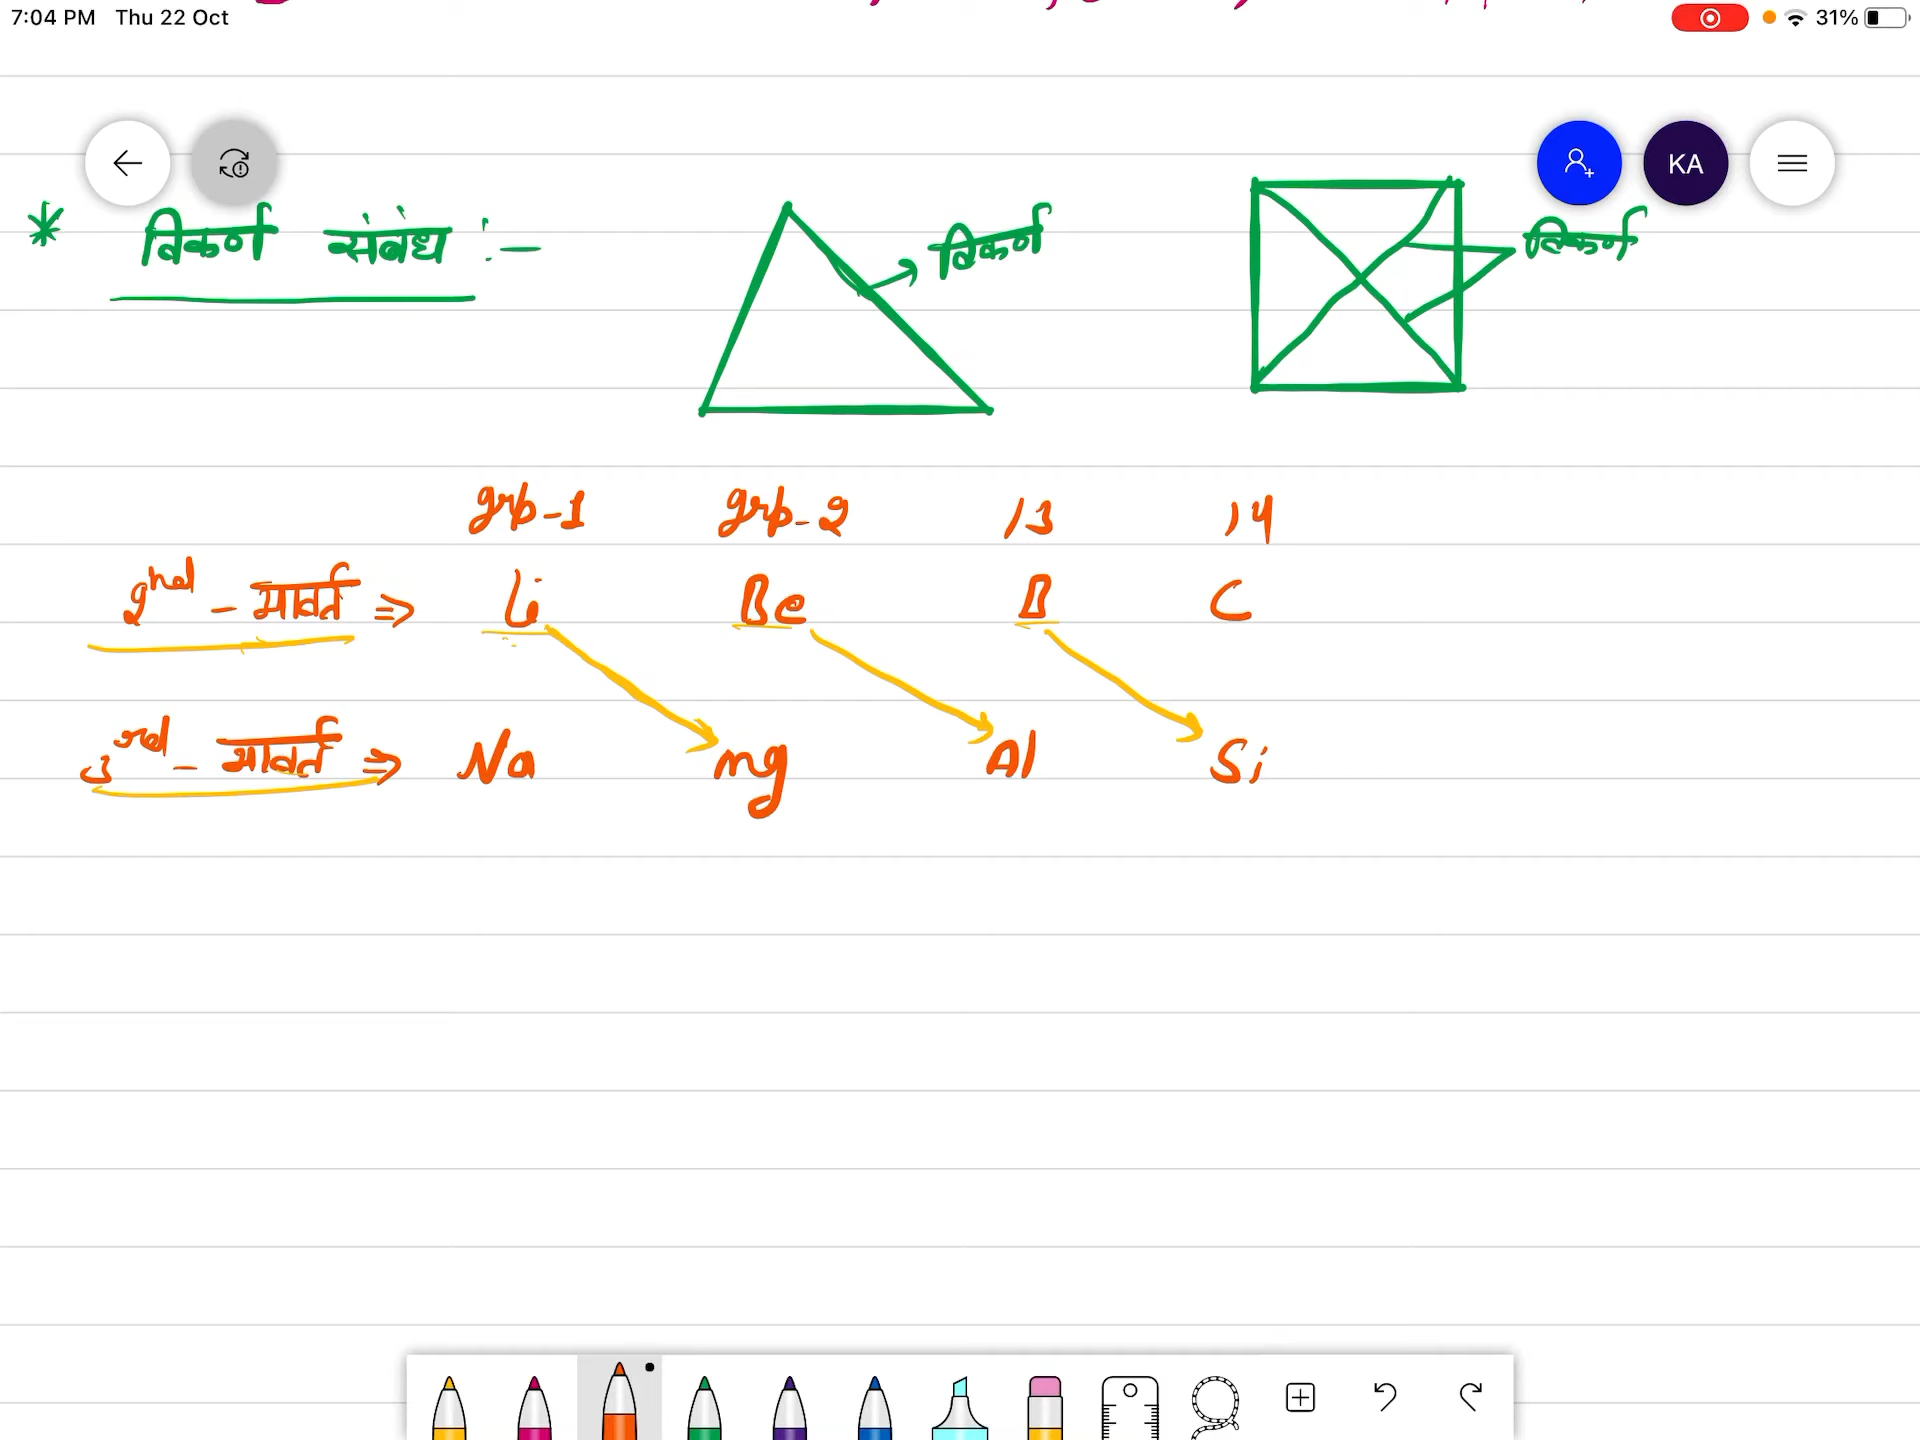 7:04 PM Thu 22 Oct 31%
KA
* विकर्ण संबंध :-
विकर्ण
विकर्ण
grp-1 grp-2 13 14
2nd - आवर्त ⇒ Li Be B C
3rd - आवर्त ⇒ Na mg Al Si